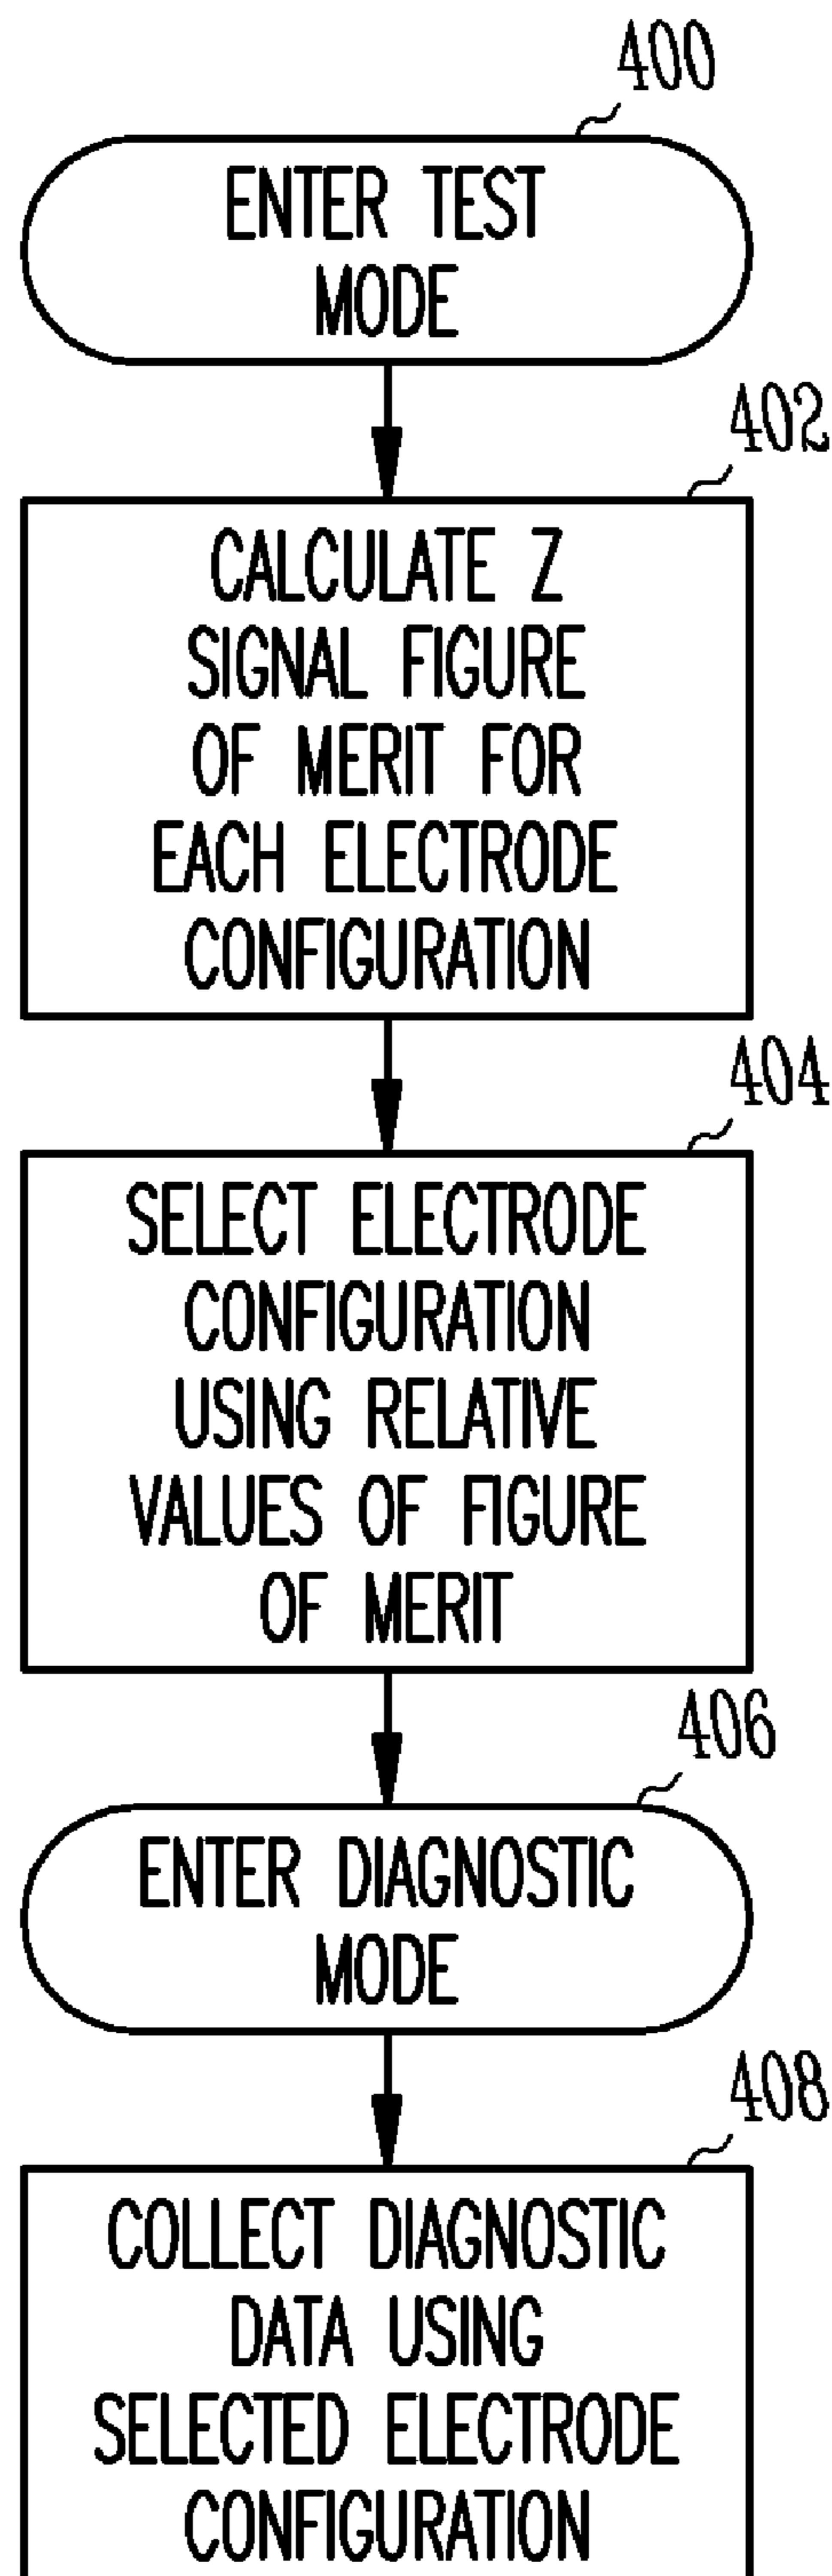 400
ENTER TEST
MODE
402
CALCULATE Z
SIGNAL FIGURE
OF MERIT FOR
EACH ELECTRODE
CONFIGURATION
404
SELECT ELECTRODE
CONFIGURATION
USING RELATIVE
VALUES OF FIGURE
OF MERIT
406
ENTER DIAGNOSTIC
MODE
408
COLLECT DIAGNOSTIC
DATA USING
SELECTED ELECTRODE
CONFIGURATION